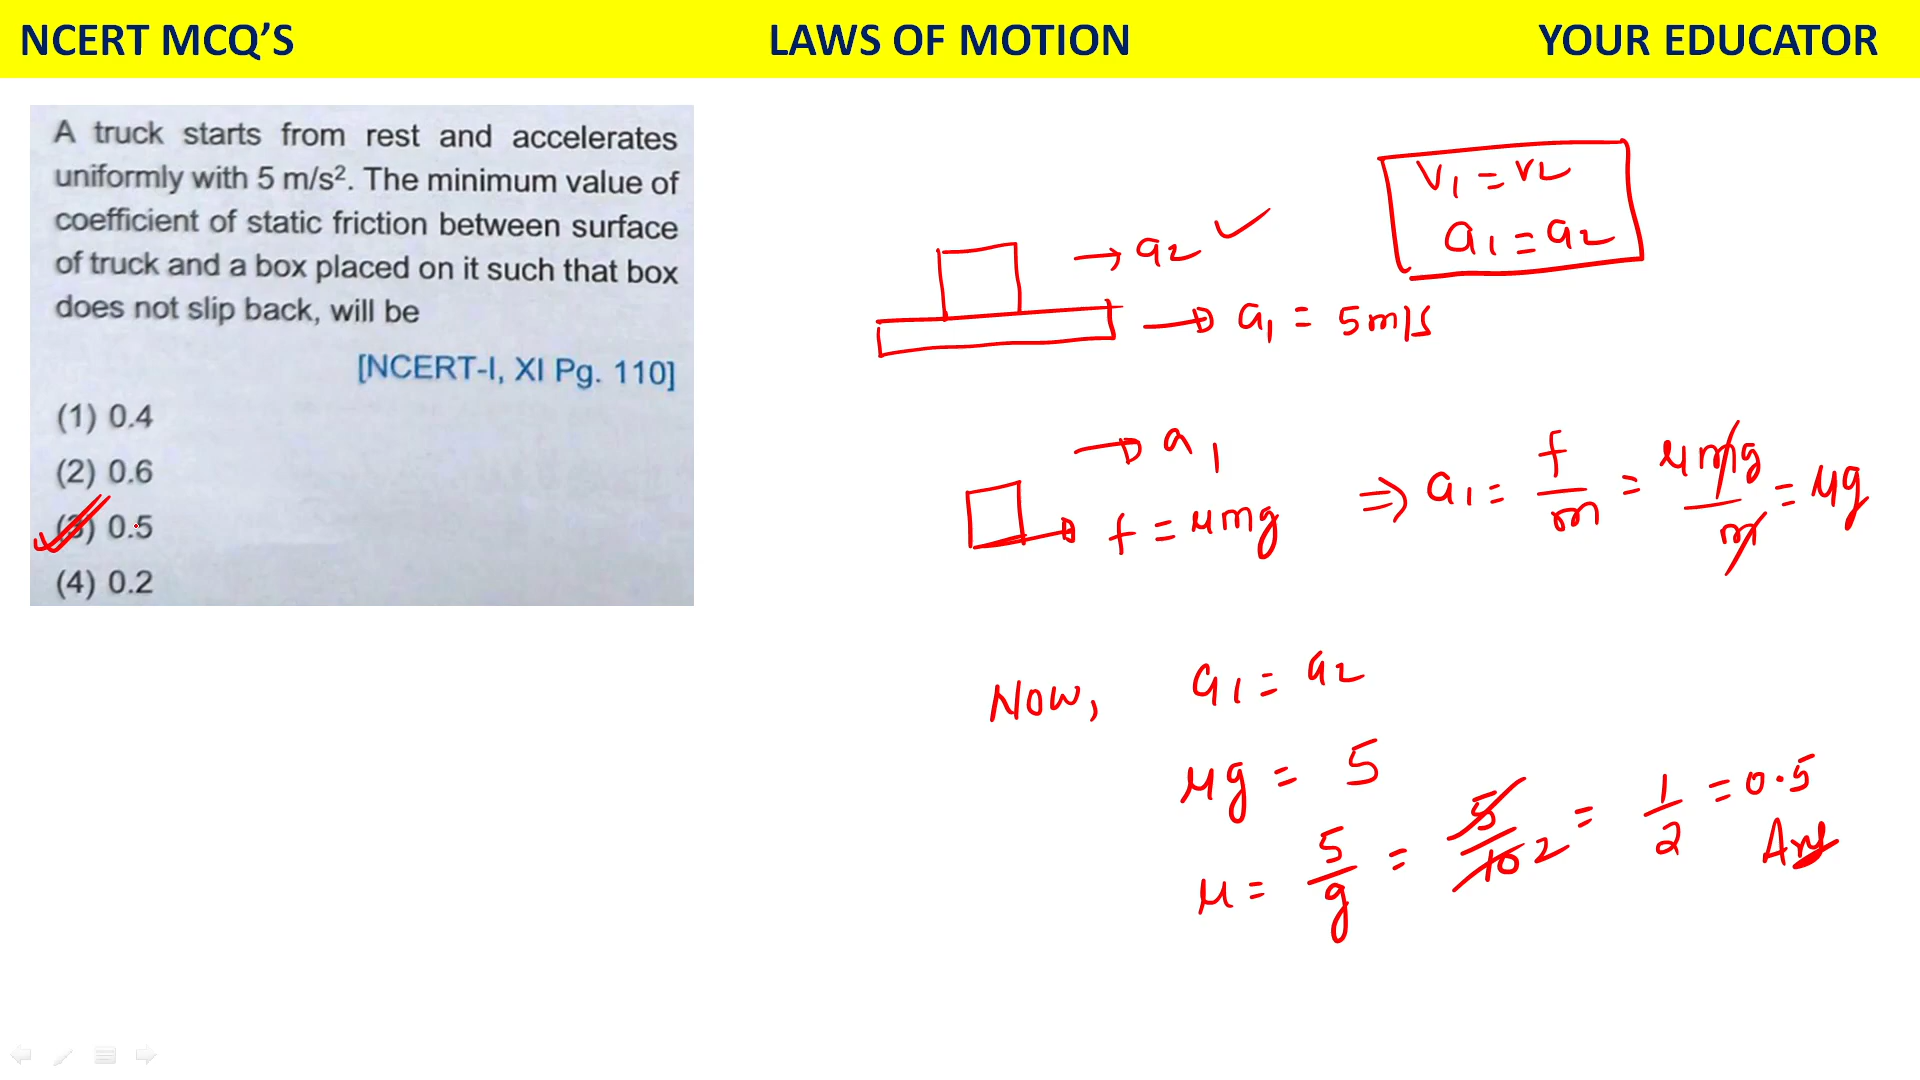 NCERT MCQ'S LAWS OF MOTION YOUR EDUCATOR
A truck starts from rest and accelerates
uniformly with 5 m/s². The minimum value of
coefficient of static friction between surface
of truck and a box placed on it such that box
does not slip back, will be
[NCERT-I, XI Pg. 110]
(1) 0.4
(2) 0.6
(3) 0.5
(4) 0.2
v₁ = v₂
a₁ = a₂
→ a₂ ✓
→ a₁ = 5m/s
→ a₁
f = μmg ⇒ a₁ = f/m = μmg/m = μg
Now, a₁ = a₂
μg = 5
μ = 5/g = 5/10 2 = 1/2 = 0.5
Ans